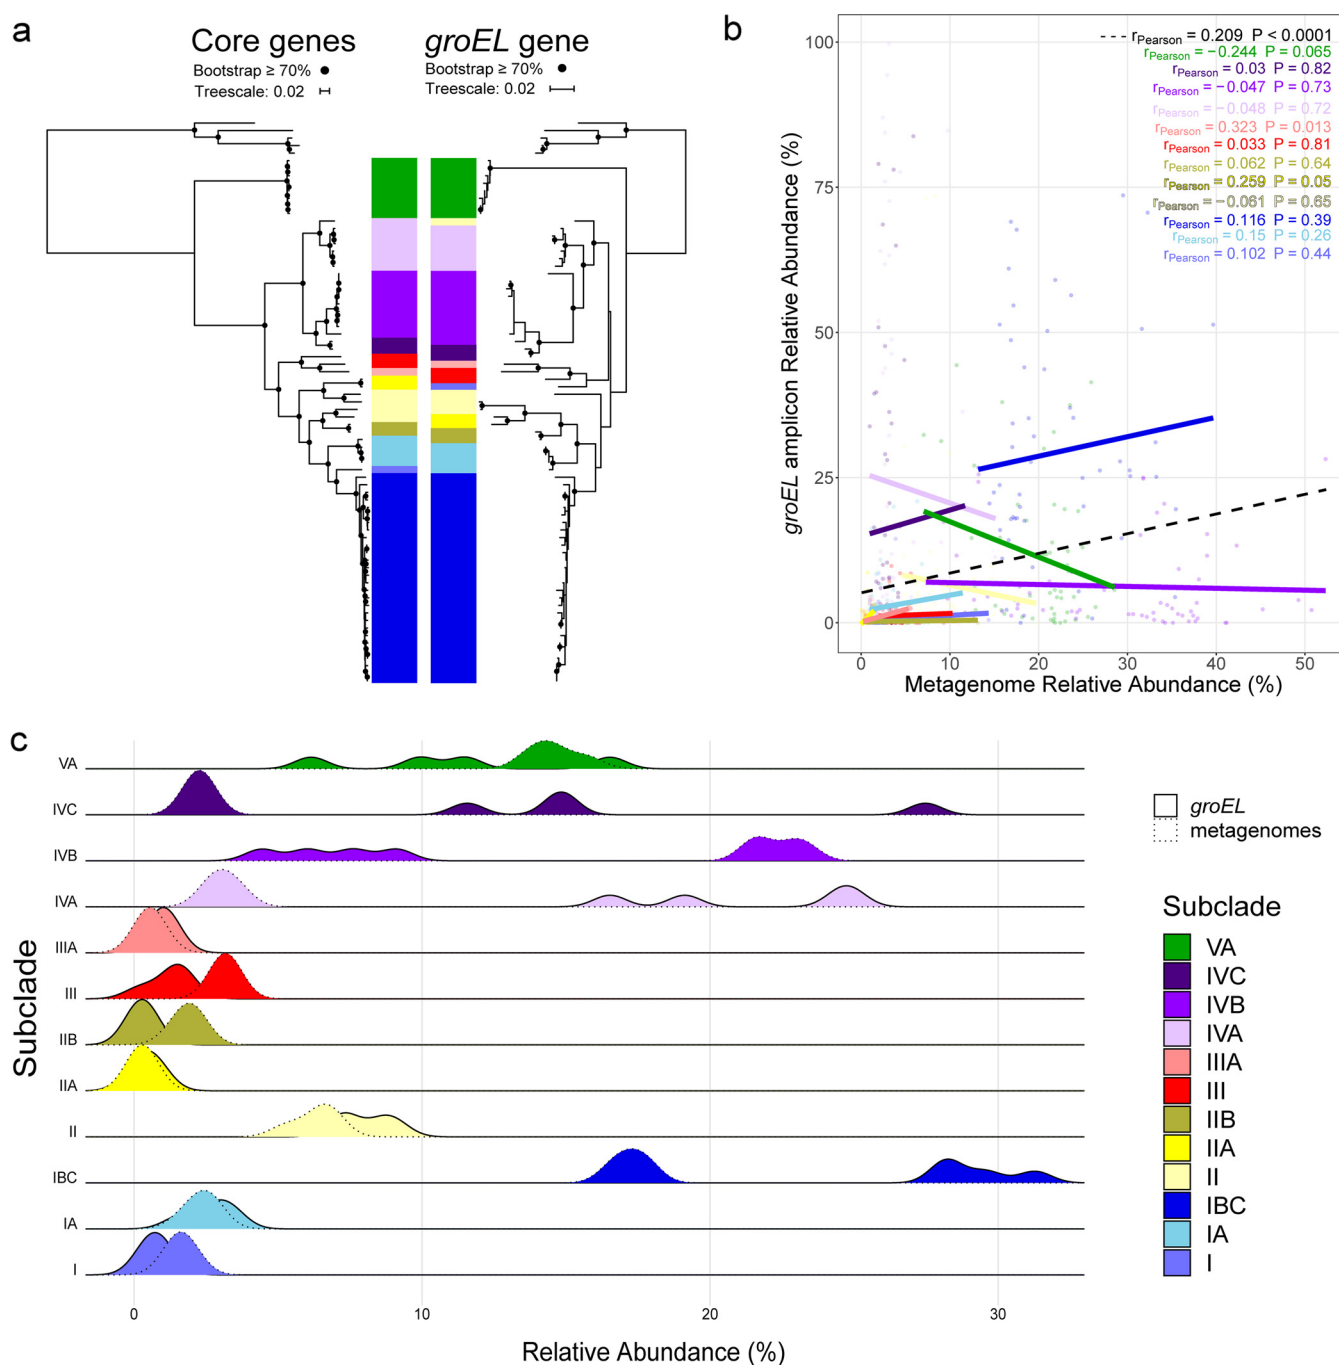 a
Core genes
Bootstrap ≥ 70%
Treescale: 0.02
groEL gene
Bootstrap ≥ 70%
Treescale: 0.02
b
groEL amplicon Relative Abundance (%)
100
75
50
25
0
rPearson = 0.209 P < 0.0001
rPearson = −0.244 P = 0.065
rPearson = 0.03 P = 0.82
rPearson = −0.047 P = 0.73
rPearson = −0.048 P = 0.72
rPearson = 0.323 P = 0.013
rPearson = 0.033 P = 0.81
rPearson = 0.062 P = 0.64
rPearson = 0.259 P = 0.05
rPearson = −0.061 P = 0.65
rPearson = 0.116 P = 0.39
rPearson = 0.15 P = 0.26
rPearson = 0.102 P = 0.44
0 10 20 30 40 50
Metagenome Relative Abundance (%)
c
Subclade
VA
IVC
IVB
IVA
IIIA
III
IIB
IIA
II
IBC
IA
I
0 10 20 30
Relative Abundance (%)
groEL
metagenomes
Subclade
VA
IVC
IVB
IVA
IIIA
III
IIB
IIA
II
IBC
IA
I